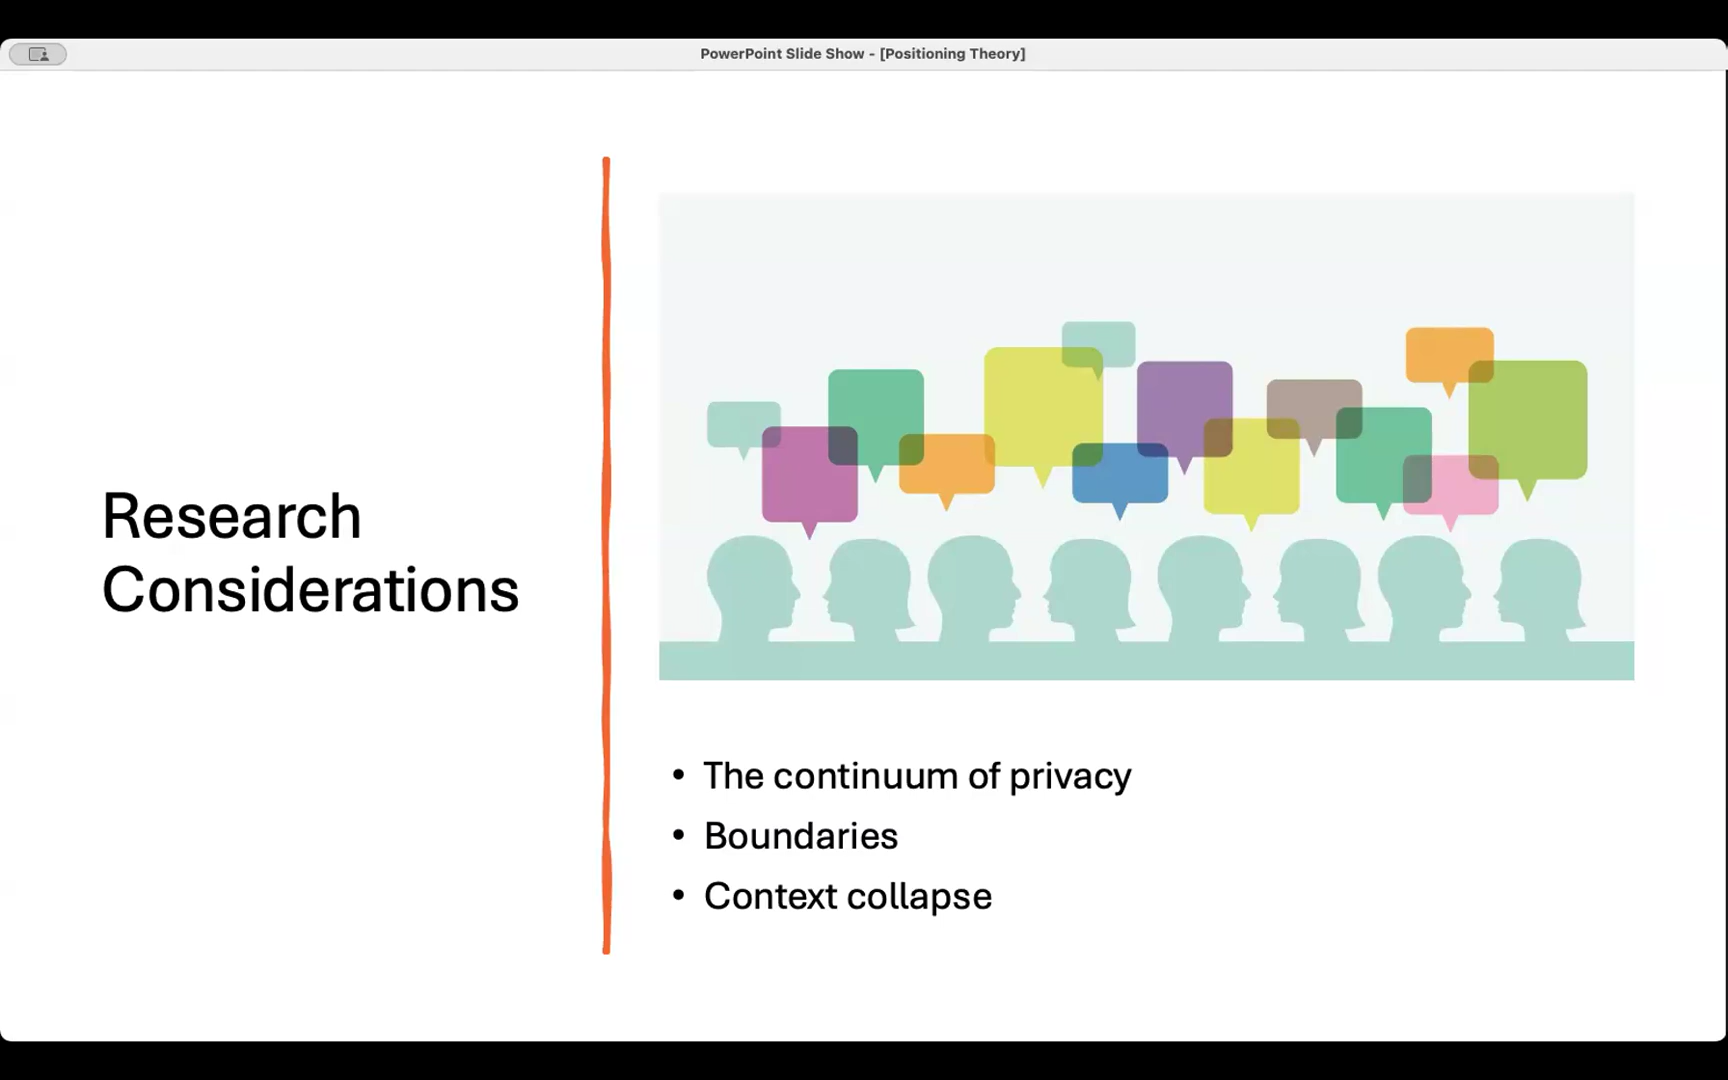 PowerPoint Slide Show - [Positioning Theory]
Research
Considerations
• The continuum of privacy
• Boundaries
• Context collapse